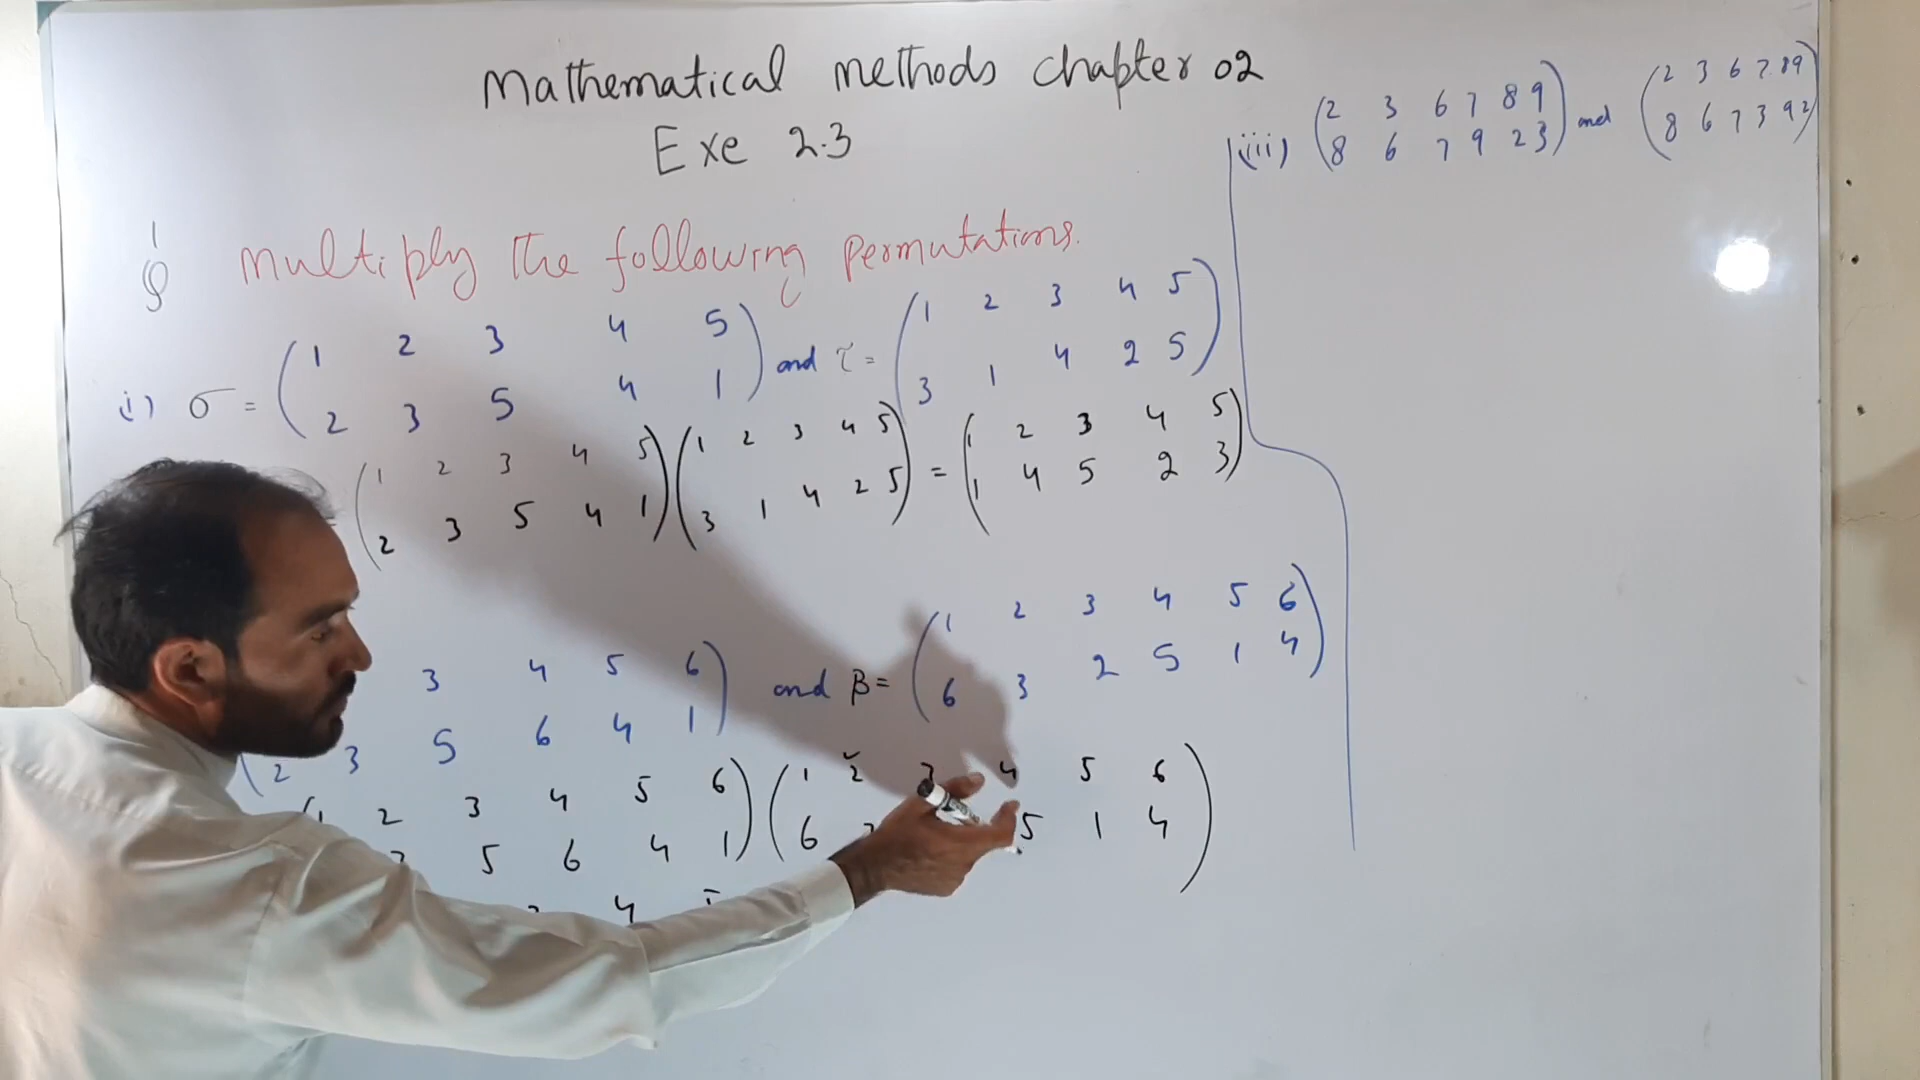 Mathematical methods chapter 02
Exe 2.3
(iii) (2 3 6 7 8 9
8 6 7 9 2 3) and (2 3 6 7 8 9
8 6 7 3 9 2)
Q 1 Multiply the following permutations.
(i) σ = (1 2 3 4 5
2 3 5 4 1) and τ = (1 2 3 4 5
3 1 4 2 5)
= (1 2 3 4 5
2 3 5 4 1) (1 2 3 4 5
3 1 4 2 5) = (1 2 3 4 5
1 4 5 2 3)
3 4 5 6
(2 3 5 6 4 1) and β = (1 2 3 4 5 6
6 3 2 5 1 4)
(1 2 3 4 5 6
5 6 4 1) (1 2 3 4 5 6
6 5 1 4)
4